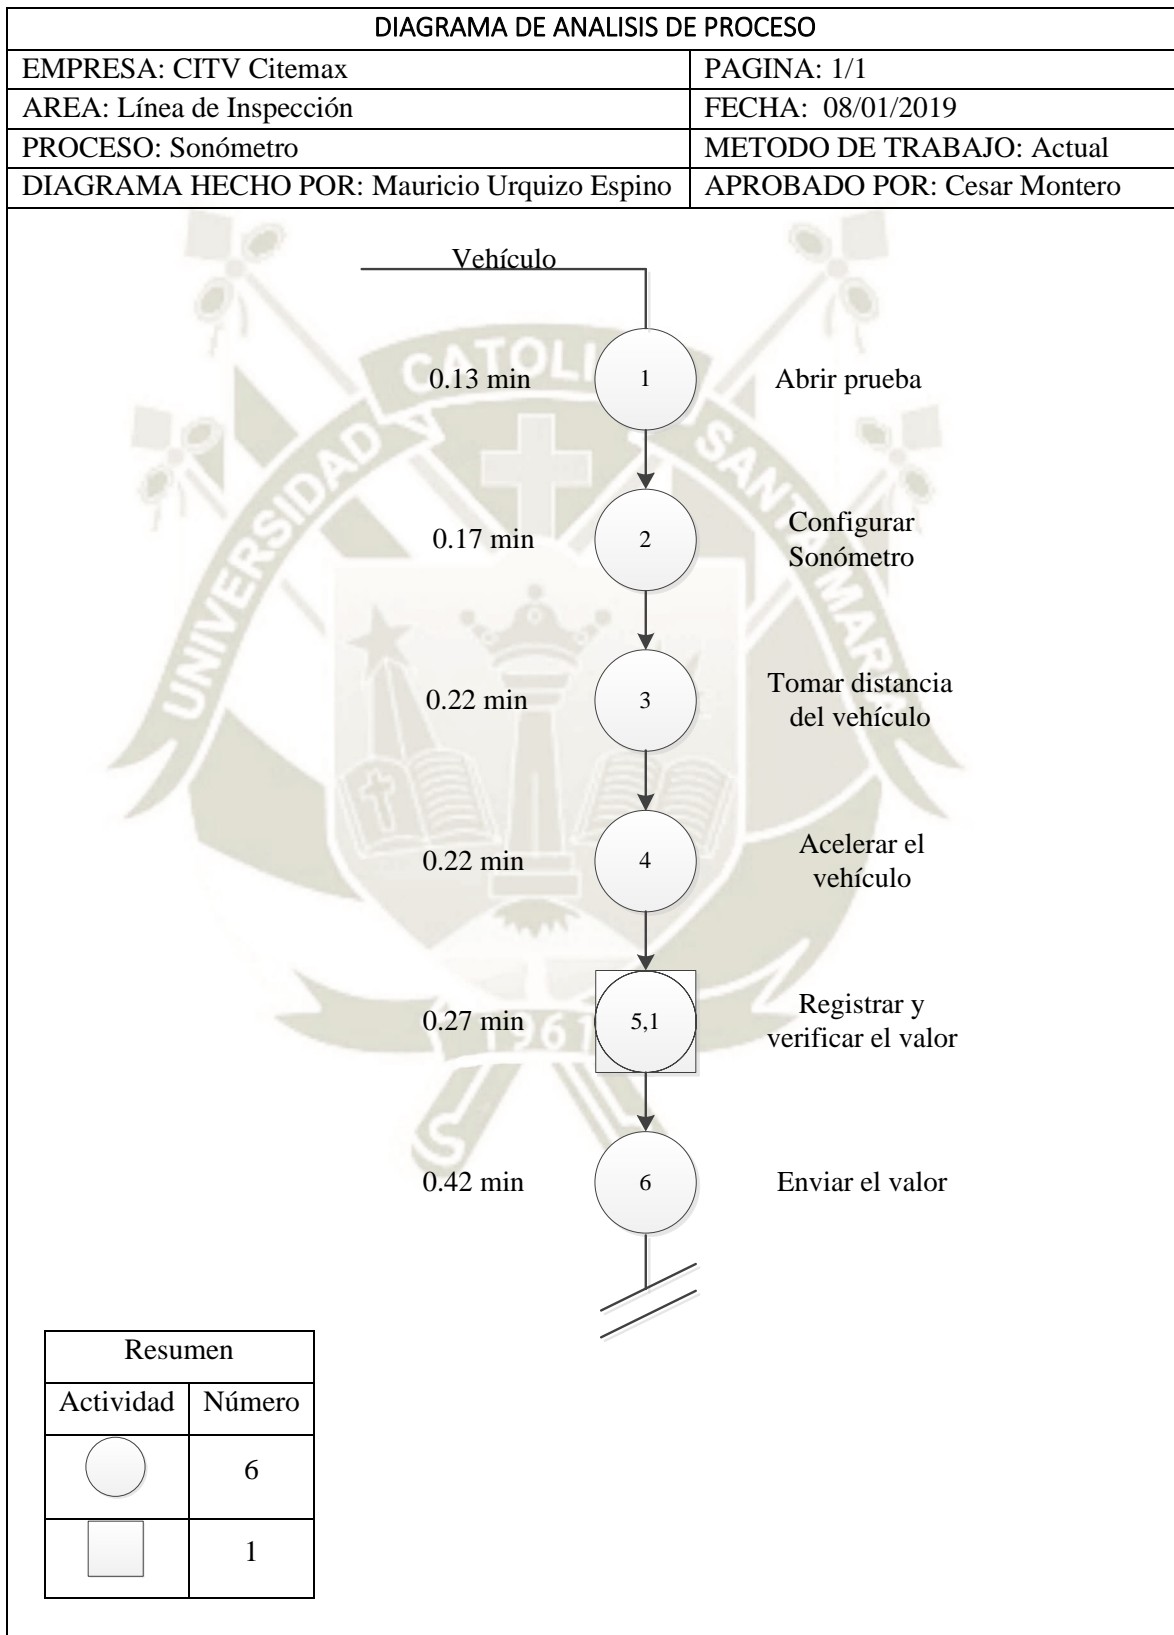 DIAGRAMA DE ANALISIS DE PROCESO
EMPRESA: CITV Citemax
PAGINA: 1/1
AREA: Línea de Inspección
FECHA: 08/01/2019
PROCESO: Sonómetro
METODO DE TRABAJO: Actual
DIAGRAMA HECHO POR: Mauricio Urquizo Espino
APROBADO POR: Cesar Montero
Vehículo
0.13 min
1
Abrir prueba
0.17 min
2
Configurar
Sonómetro
0.22 min
3
Tomar distancia
del vehículo
0.22 min
4
Acelerar el
vehículo
0.27 min
5,1
Registrar y
verificar el valor
0.42 min
6
Enviar el valor
Resumen
Actividad Número
6
1
UNIVERSIDAD
SANTA MARIA
1961
S